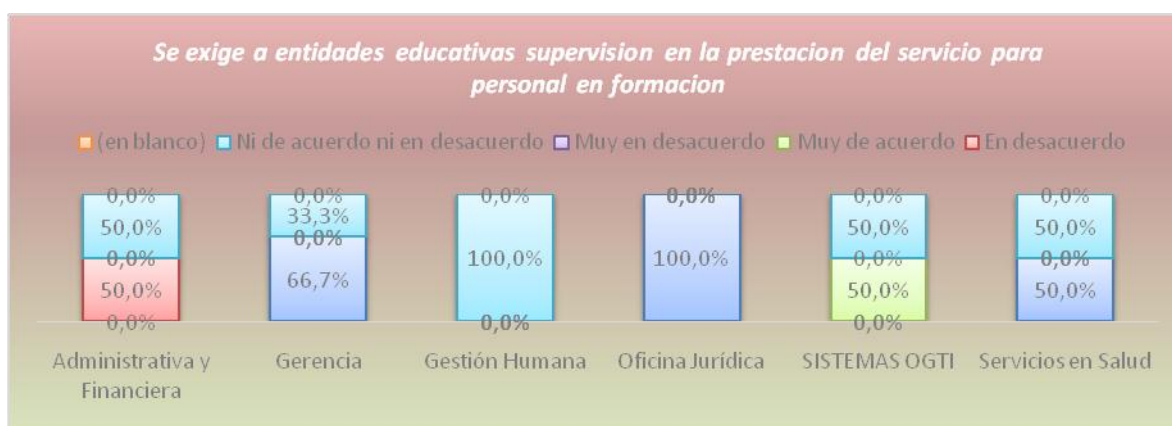 Se exige a entidades educativas supervision en la prestacion del servicio para
personal en formacion
(en blanco) Ni de acuerdo ni en desacuerdo Muy en desacuerdo Muy de acuerdo En desacuerdo
0,0% 0,0% 0,0% 0,0% 0,0% 0,0%
50,0% 33,3% 50,0% 50,0%
0,0% 0,0% 100,0% 100,0% 0,0% 0,0%
50,0% 66,7% 50,0% 50,0%
0,0% 0,0% 0,0%
Administrativa y Gerencia Gestión Humana Oficina Jurídica SISTEMAS OGTI Servicios en Salud
Financiera